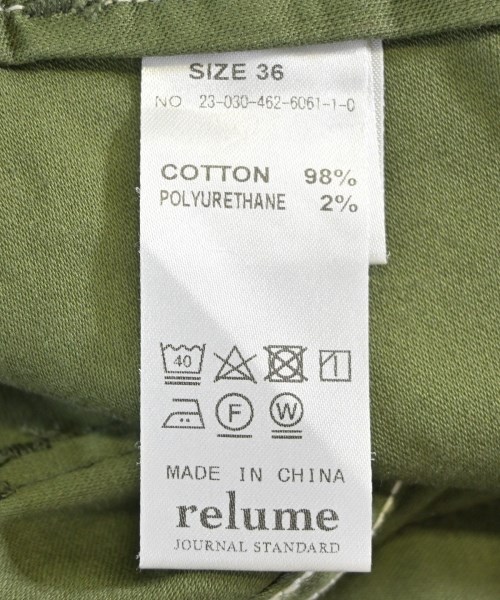 SIZE 36
NO 23-030-462-6061-1-0
COTTON 98%
POLYURETHANE 2%
40
F W
MADE IN CHINA
relume
JOURNAL STANDARD